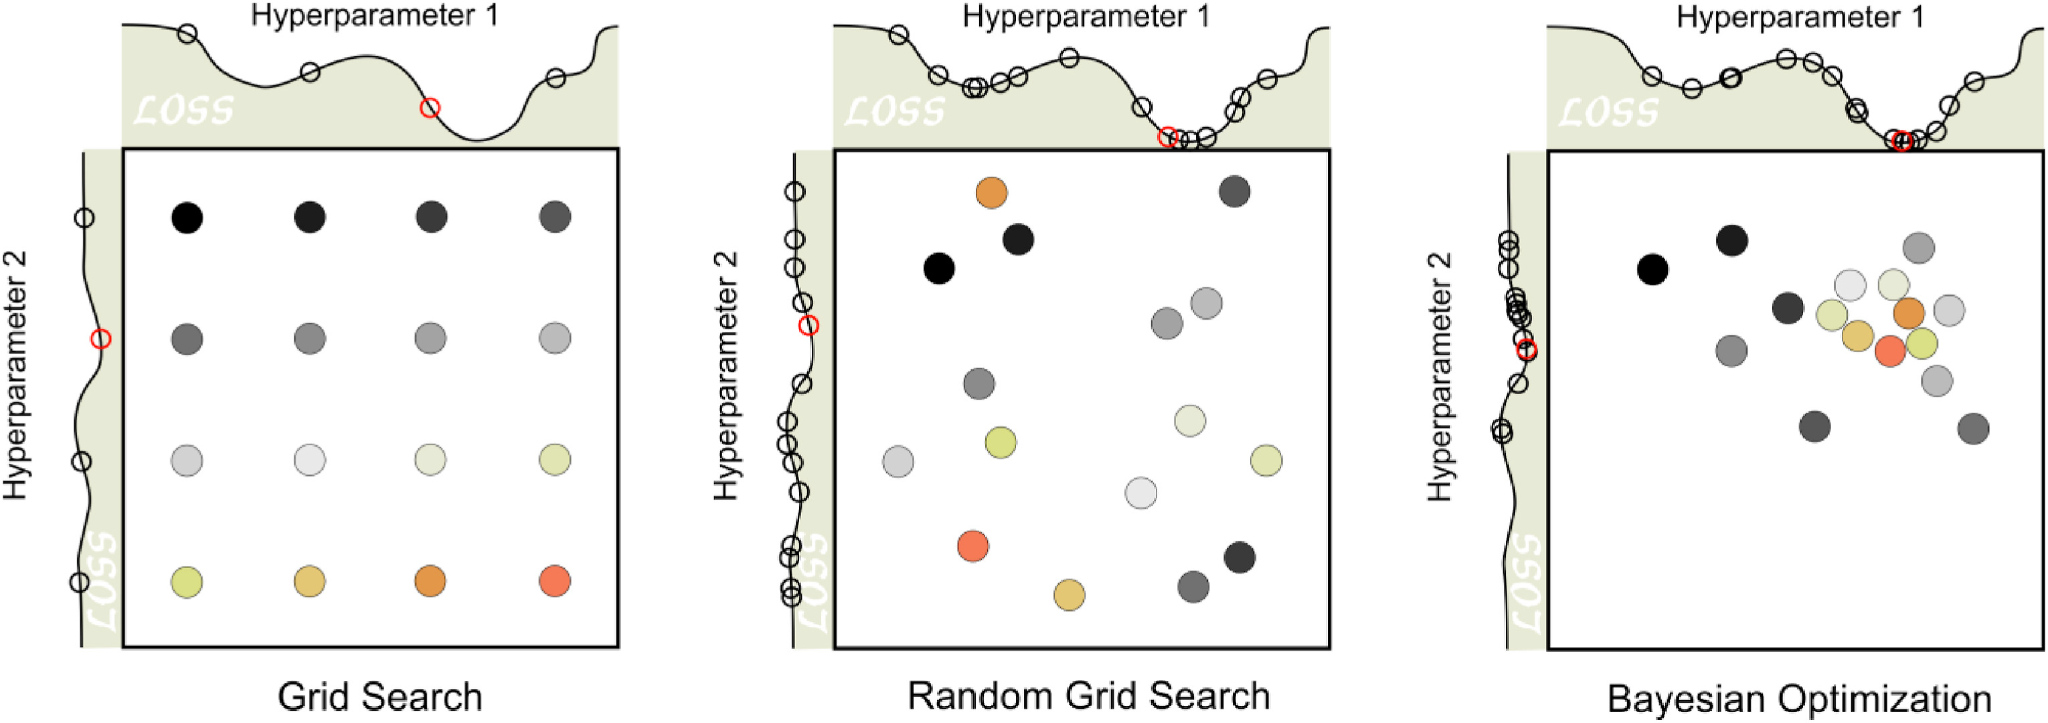 Hyperparameter 1
LOSS
Hyperparameter 2
LOSS
Grid Search
Hyperparameter 1
LOSS
Hyperparameter 2
LOSS
Random Grid Search
Hyperparameter 1
LOSS
Hyperparameter 2
LOSS
Bayesian Optimization